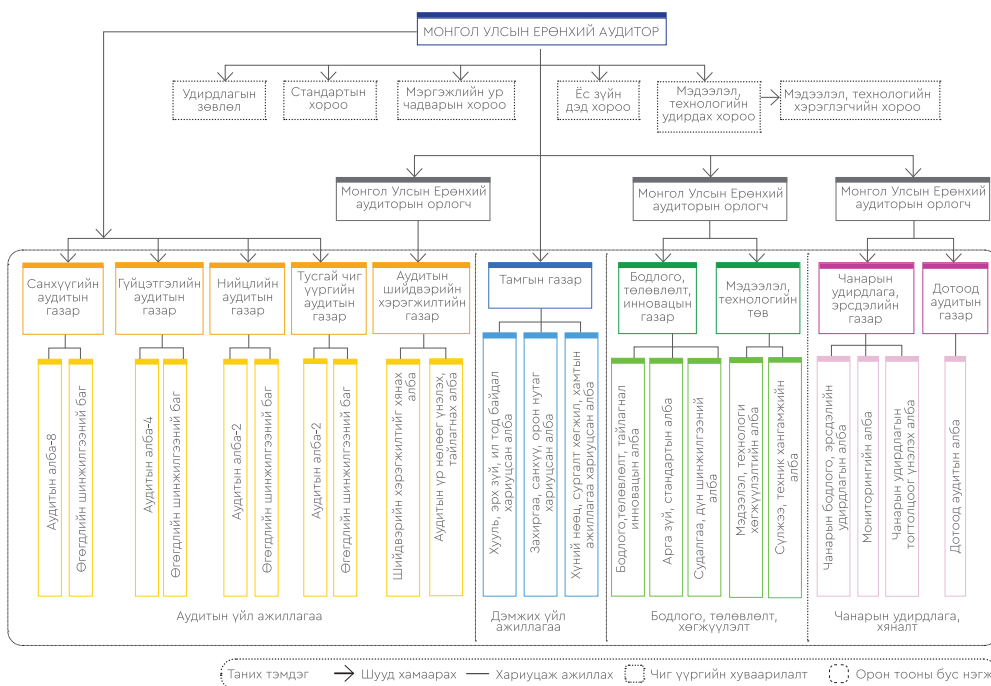 МОНГОЛ УЛСЫН ЕРӨНХИЙ АУДИТОР
Удирдлагын
зөвлөл
Стандартын
хороо
Мэргэжлийн ур
чадварын хороо
Ёс зүйн
дэд хороо
Мэдээлэл,
технологийн
удирдах хороо
Мэдээлэл, технологийн
хэрэглэгчийн хороо
Монгол Улсын Ерөнхий
аудиторын орлогч
Монгол Улсын Ерөнхий
аудиторын орлогч
Монгол Улсын Ерөнхий
аудиторын орлогч
Санхүүгийн
аудитын
газар
Гүйцэтгэлийн
аудитын
газар
Нийцлийн
аудитын
газар
Тусгай чиг
үүргийн
аудитын
газар
Аудитын
шийдвэрийн
хэрэгжилтийн
газар
Тамгын газар
Бодлого,
төлөвлөлт,
инновацын
газар
Мэдээлэл,
технологийн
төв
Чанарын
удирдлага,
эрсдэлийн
газар
Дотоод
аудитын
газар
Аудитын алба-8
Өгөгдлийн шинжилгээний баг
Аудитын алба-4
Өгөгдлийн шинжилгээний баг
Аудитын алба-2
Өгөгдлийн шинжилгээний баг
Аудитын алба-2
Өгөгдлийн шинжилгээний баг
Шийдвэрийн хэрэгжилтийг хянах
алба
Аудитын үр нөлөөг үнэлэх,
тайлагнах алба
Хууль, эрх зүй, ил тод байдал
хариуцсан алба
Захиргаа, санхүү, орон нутаг
хариуцсан алба
Хүний нөөц, сургалт хөгжил, хамтын
ажиллагаа хариуцсан алба
Бодлого,төлөвлөлт, тайлагнал
инновацын алба
Арга зүй, стандартын алба
Судалгаа, дүн шинжилгээний
алба
Мэдээлэл, технологи
хөгжүүлэлтийн алба
Сүлжээ, техник хангамжийн
алба
Чанарын бодлого, эрсдэлийн
удирдлагын алба
Мониторингийн алба
Чанарын удирдлагын
тогтолцоог үнэлэх алба
Дотоод аудитын алба
Аудитын үйл ажиллагаа
Дэмжих үйл
ажиллагаа
Бодлого, төлөвлөлт,
хөгжүүлэлт
Чанарын удирдлага,
хяналт
Таних тэмдэг
Шууд хамаарах
Хариуцаж ажиллах
Чиг үүргийн хуваарилалт
Орон тооны бус нэгж